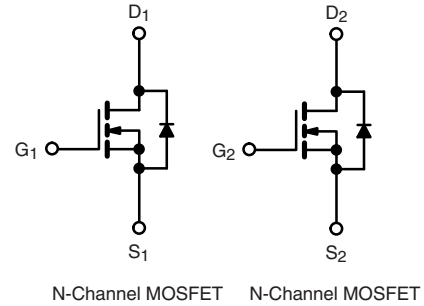 D1 D2
G1 G2
S1 S2
N-Channel MOSFET N-Channel MOSFET